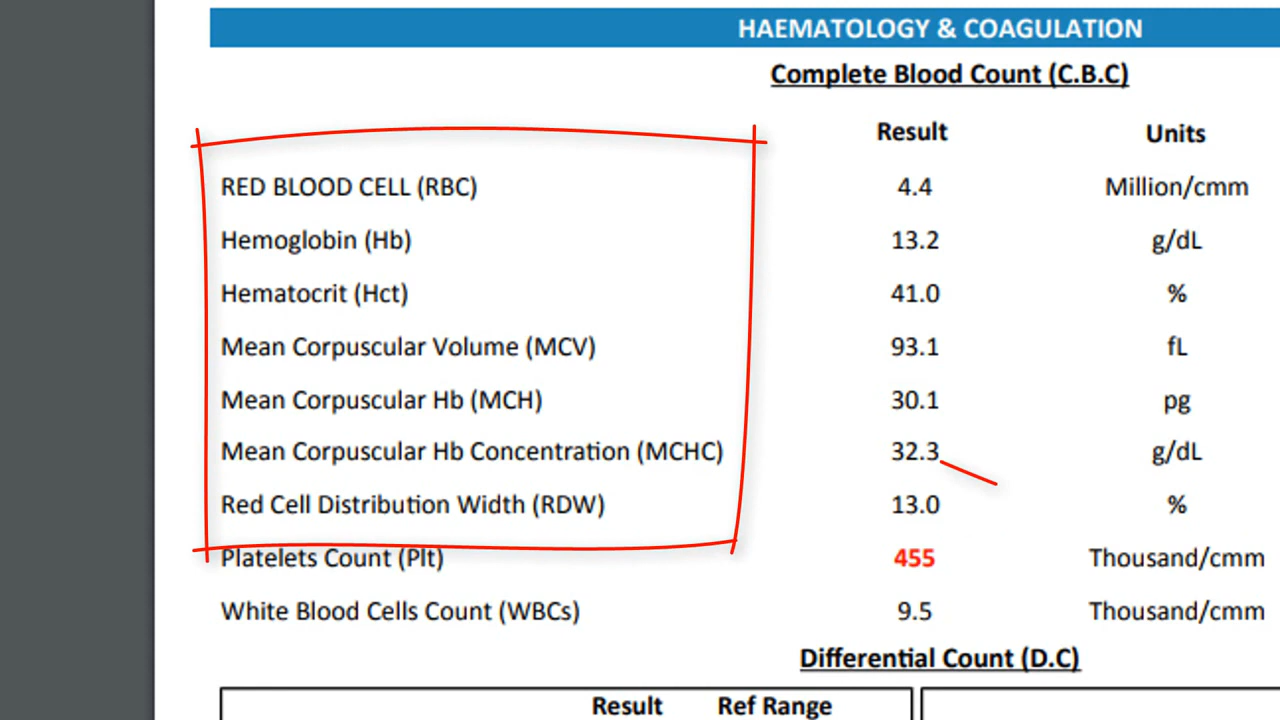 HAEMATOLOGY & COAGULATION
Complete Blood Count (C.B.C)
Result Units
RED BLOOD CELL (RBC) 4.4 Million/cmm
Hemoglobin (Hb) 13.2 g/dL
Hematocrit (Hct) 41.0 %
Mean Corpuscular Volume (MCV) 93.1 fL
Mean Corpuscular Hb (MCH) 30.1 pg
Mean Corpuscular Hb Concentration (MCHC) 32.3 g/dL
Red Cell Distribution Width (RDW) 13.0 %
Platelets Count (Plt) 455 Thousand/cmm
White Blood Cells Count (WBCs) 9.5 Thousand/cmm
Differential Count (D.C)
Result Ref Range